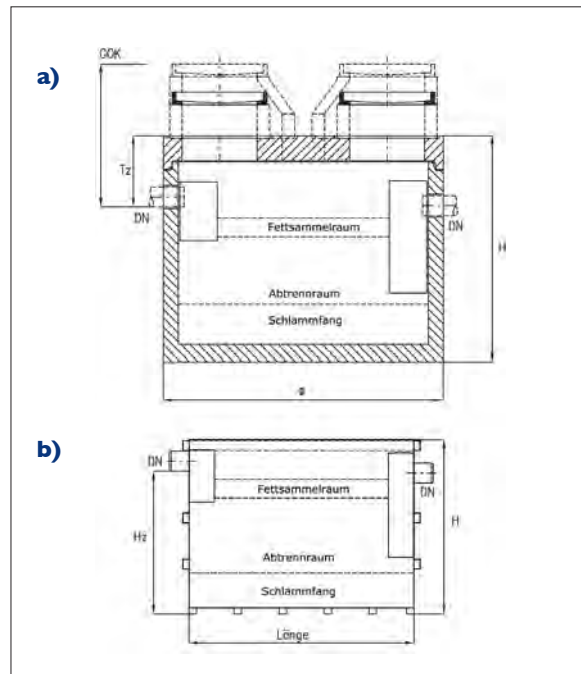 a)
GOK
Tz
DN
DN
Fettsammelraum
H
Abtrennraum
Schlammfang
b)
DN
DN
Fettsammelraum
Hz
H
Abtrennraum
Schlammfang
Länge